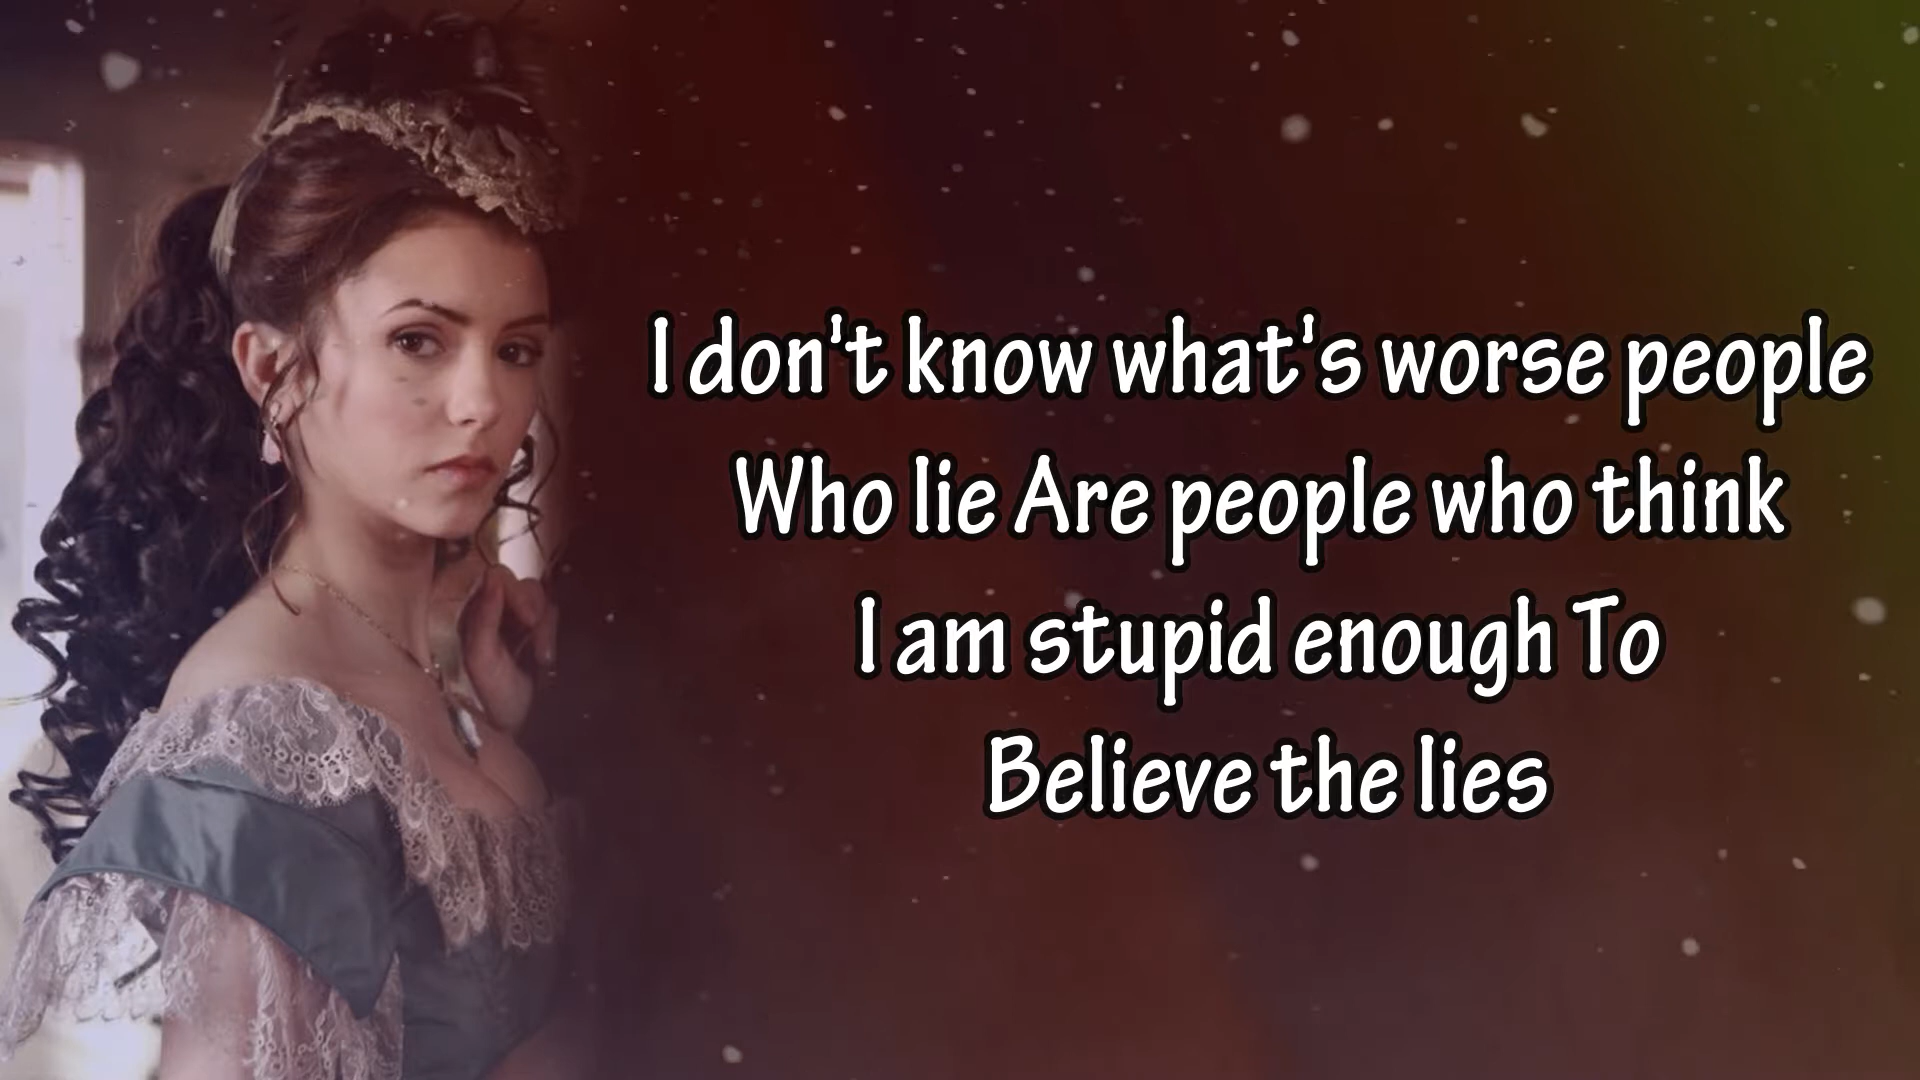 I don't know what's worse people
Who lie Are people who think
I am stupid enough To
Believe the lies